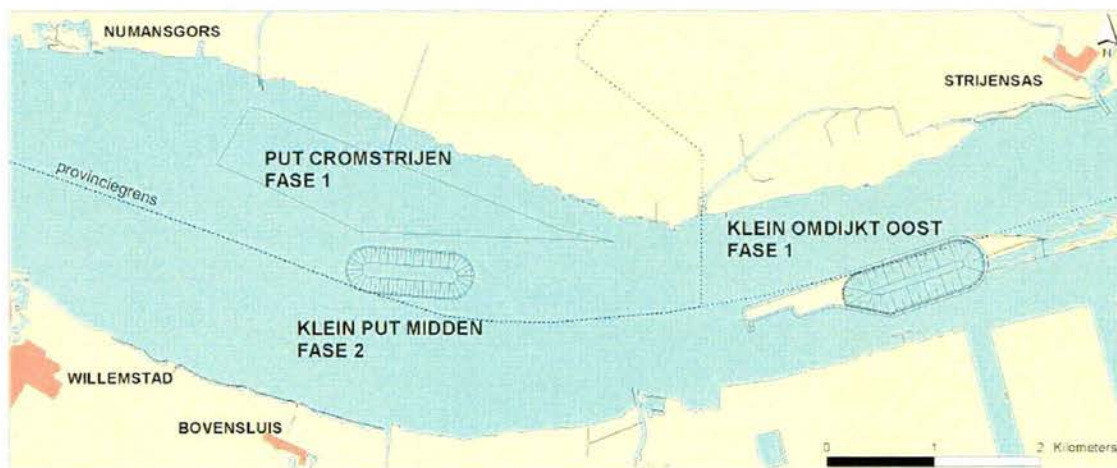 NUMANSGORS
N
STRIJENSAS
PUT CROMSTRIJEN
FASE 1
provinciegrens
KLEIN OMDIJKT OOST
FASE 1
KLEIN PUT MIDDEN
FASE 2
WILLEMSTAD
BOVENSLUIS
0 1 2 Kilometers